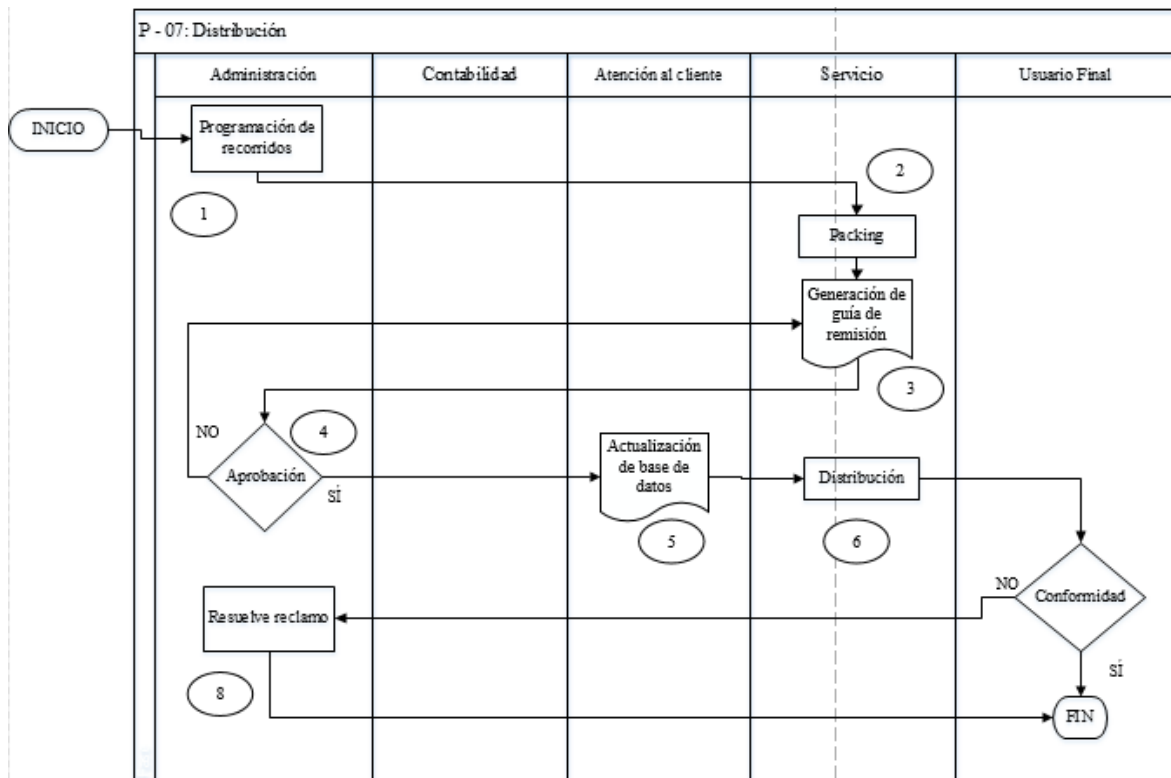 P - 07: Distribución
Administración
Contabilidad
Atención al cliente
Servicio
Usuario Final
INICIO
Programación de
recorridos
1
2
Packing
Generación de
guía de
remisión
3
NO
4
Aprobación
SÍ
Actualización
de base de
datos
5
Distribución
6
NO
Conformidad
SÍ
Resuelve reclamo
8
FIN